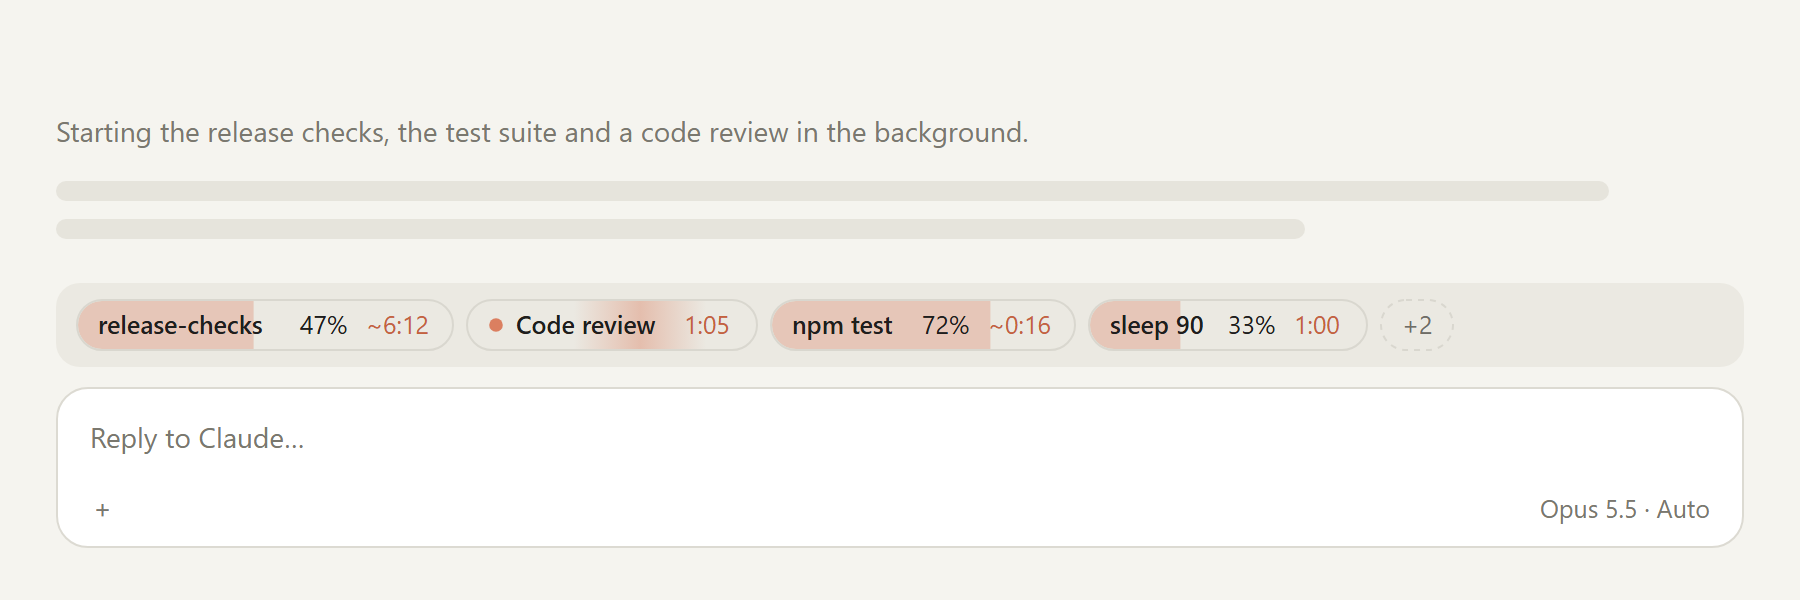 Starting the release checks, the test suite and a code review in the background.
release-checks 47% ~6:12 Code review 1:05 npm test 72% ~0:16 sleep 90 33% 1:00 +2
Reply to Claude...
+ Opus 5.5 · Auto